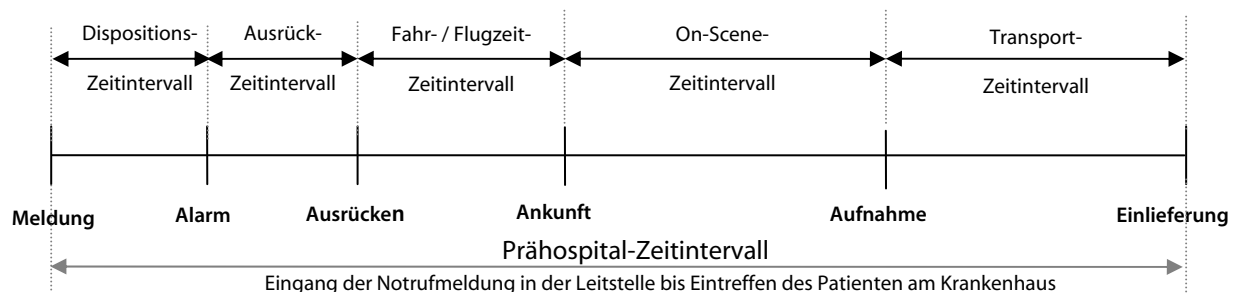 Dispositions- Ausrück- Fahr- / Flugzeit- On-Scene- Transport-
Zeitintervall Zeitintervall Zeitintervall Zeitintervall Zeitintervall
Meldung Alarm Ausrücken Ankunft Aufnahme Einlieferung
Prähospital-Zeitintervall
Eingang der Notrufmeldung in der Leitstelle bis Eintreffen des Patienten am Krankenhaus